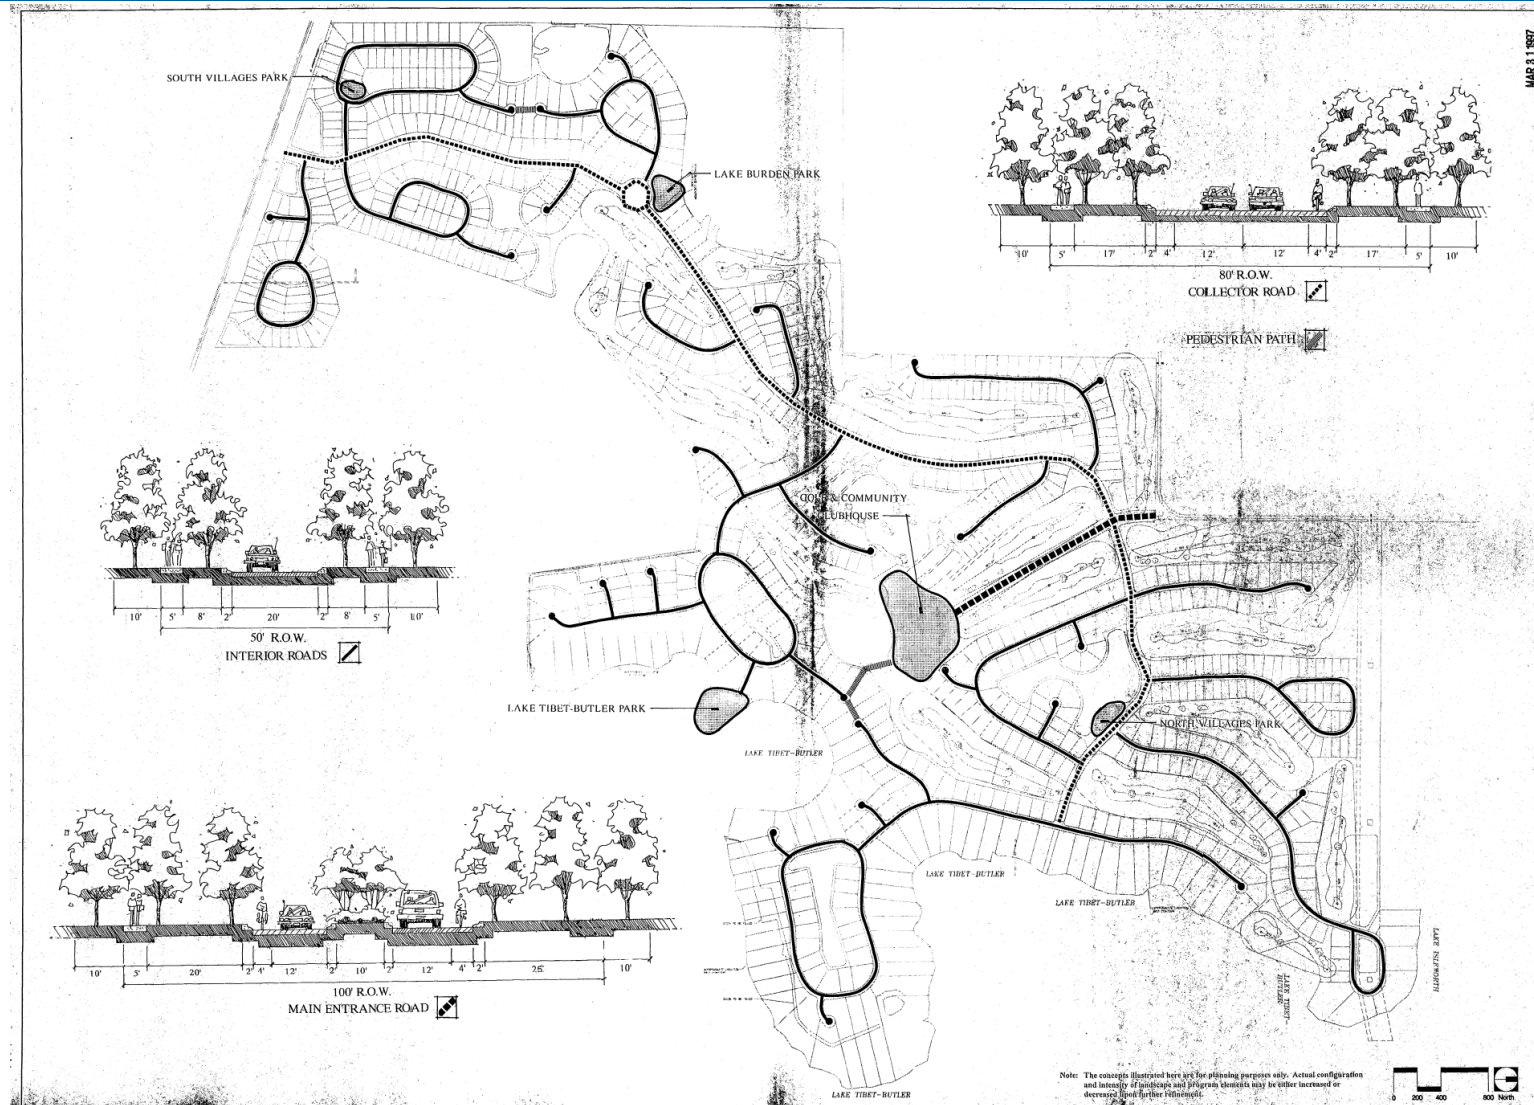 MAR 31 1997
SOUTH VILLAGES PARK
LAKE BURDEN PARK
10' 5' 17' 2' 4' 12' 12' 4' 2' 17' 5' 10'
80' R.O.W.
COLLECTOR ROAD
PEDESTRIAN PATH
GOLF & COMMUNITY
CLUBHOUSE
10' 5' 8' 2' 20' 2' 8' 5' 10'
50' R.O.W.
INTERIOR ROADS
LAKE TIBET-BUTLER PARK
NORTH VILLAGES PARK
LAKE TIBET-BUTLER
LAKE TIBET-BUTLER
LAKE TIBET-BUTLER
LAKE ISLEWORTH
LAKE TIBET-
BUTLER
10' 5' 20' 2' 4' 12' 2' 10' 2' 12' 4' 2' 25' 10'
100' R.O.W.
MAIN ENTRANCE ROAD
LAKE TIBET-BUTLER
Note: The concepts illustrated here are for planning purposes only. Actual configuration
and intensity of landscape and program elements may be either increased or
decreased upon further refinement.
0 200 400 800 North